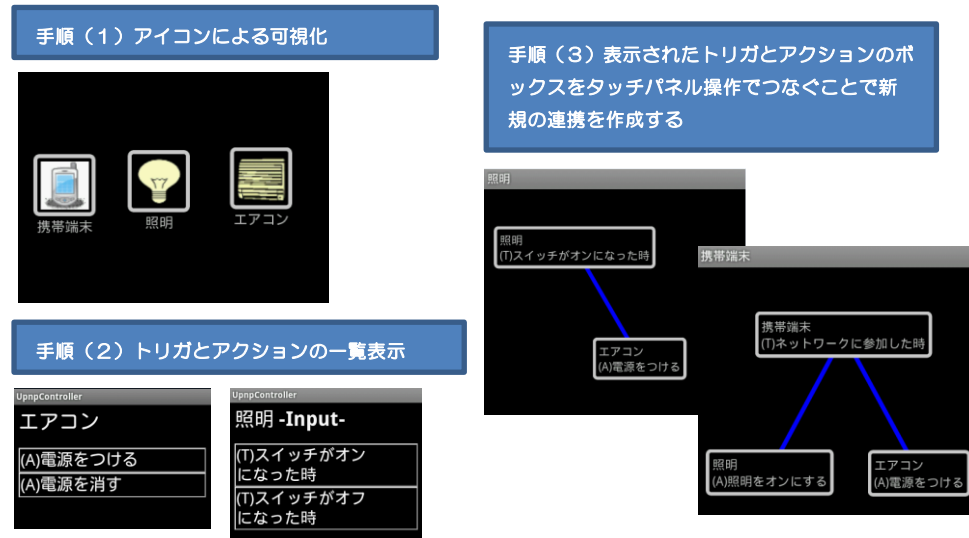 手順（１）アイコンによる可視化
携帯端末
照明
エアコン
手順（２）トリガとアクションの一覧表示
UpnpController
エアコン
(A)電源をつける
(A)電源を消す
UpnpController
照明 -Input-
(T)スイッチがオン
になった時
(T)スイッチがオフ
になった時
手順（３）表示されたトリガとアクションのボ
ックスをタッチパネル操作でつなぐことで新
規の連携を作成する
照明
照明
(T)スイッチがオンになった時
エアコン
(A)電源をつける
携帯端末
携帯端末
(T)ネットワークに参加した時
照明
(A)照明をオンにする
エアコン
(A)電源をつける